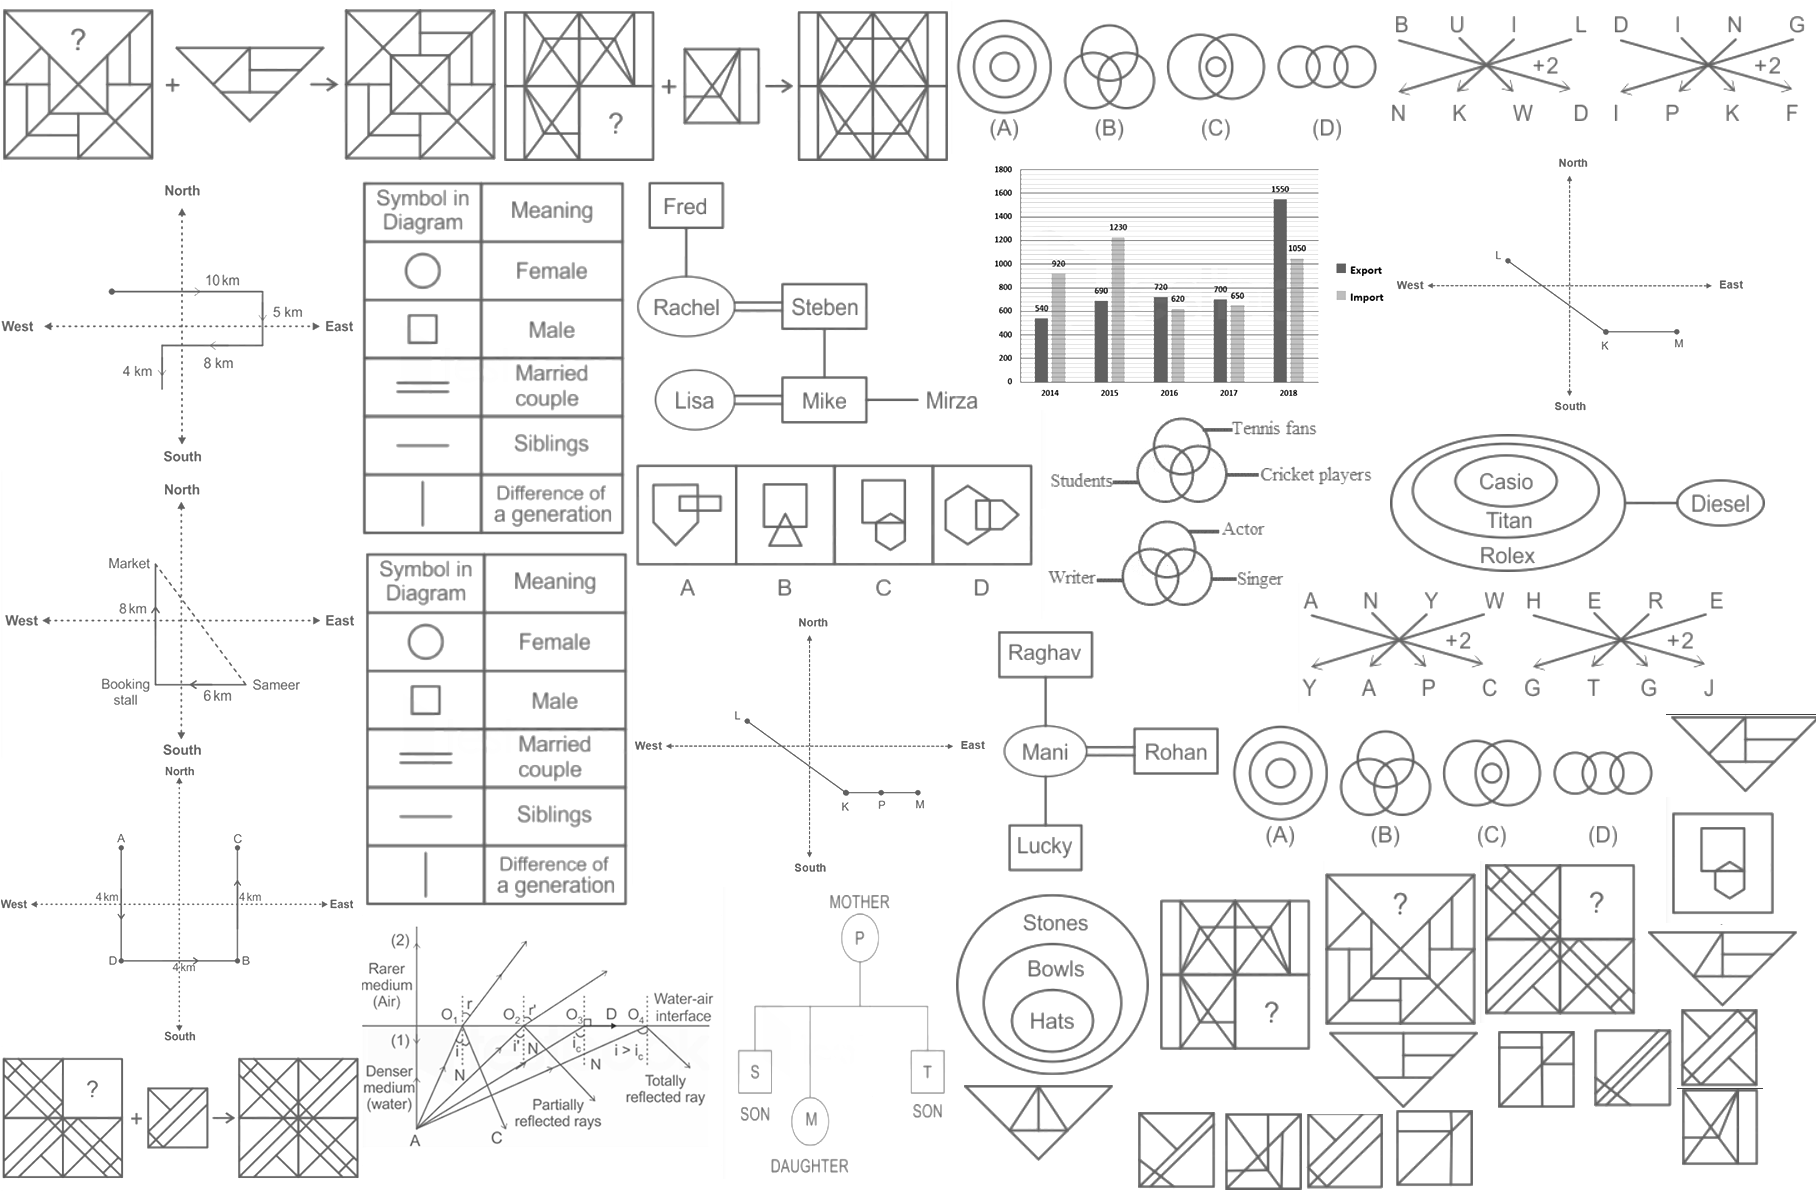 ?
+
?
+
(A)
(B)
(C)
(D)
B U I L
+2
N K W D
D I N G
+2
I P K F
North
10 km
5 km
West
East
8 km
4 km
South
Symbol in Diagram
Meaning
Female
Male
Married couple
Siblings
Difference of a generation
Fred
Rachel
Steben
Lisa
Mike
Mirza
1800
1600
1400
1200
1000
800
600
400
200
0
540
920
690
1230
720
620
700
650
1550
1050
2014
2015
2016
2017
2018
Export
Import
North
L
West
East
K
M
South
A
B
C
D
Tennis fans
Students
Cricket players
Actor
Writer
Singer
Casio
Titan
Rolex
Diesel
North
Market
8 km
West
East
Booking stall
6 km
Sameer
South
Symbol in Diagram
Meaning
Female
Male
Married couple
Siblings
Difference of a generation
North
L
West
East
K
P
M
South
Raghav
Mani
Rohan
Lucky
A N Y W
+2
Y A P C
H E R E
+2
G T G J
(A)
(B)
(C)
(D)
North
A
C
4 km
4 km
West
East
D
4 km
B
South
?
+
(2)
Rarer medium (Air)
O1
r
O2
r'
O3
D
O4
Water-air interface
(1)
i
N
i'
N
ic
N
i > ic
Denser medium (water)
Totally reflected ray
Partially reflected rays
A
C
MOTHER
P
S
SON
M
DAUGHTER
T
SON
Stones
Bowls
Hats
?
?
?